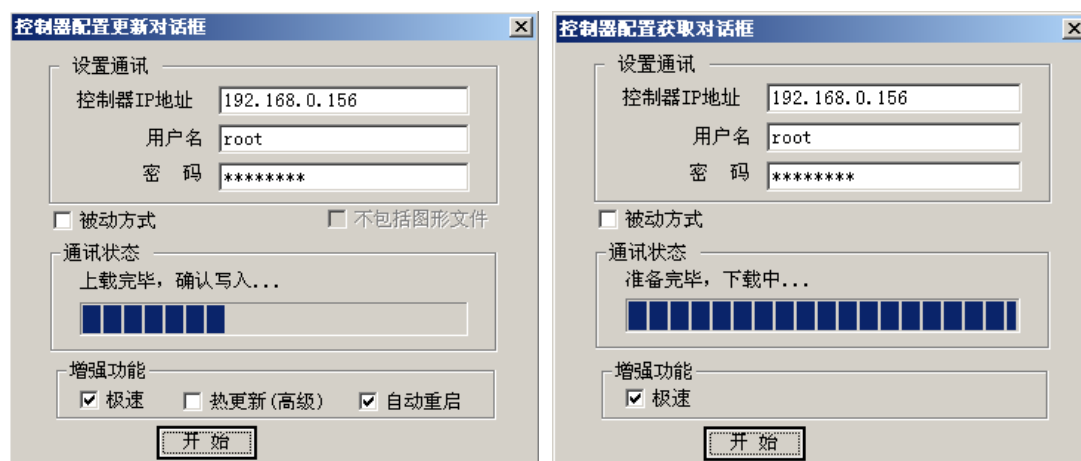 控制器配置更新对话框
设置通讯
控制器IP地址 192.168.0.156
用户名 root
密 码 ********
被动方式 不包括图形文件
通讯状态
上载完毕，确认写入...
增强功能
极速 热更新(高级) 自动重启
开 始
控制器配置获取对话框
设置通讯
控制器IP地址 192.168.0.156
用户名 root
密 码 ********
被动方式
通讯状态
准备完毕，下载中...
增强功能
极速
开 始